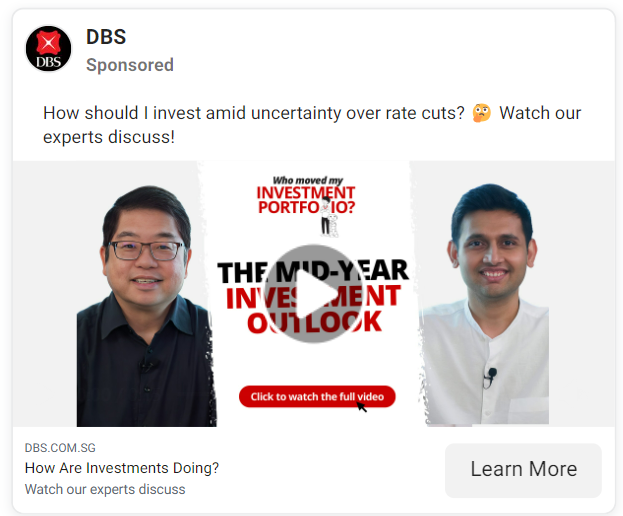 DBS
DBS
Sponsored
How should I invest amid uncertainty over rate cuts? 🤔 Watch our
experts discuss!
Who moved my
INVESTMENT
PORTFOLIO?
THE MID-YEAR
INVESTMENT
OUTLOOK
Click to watch the full video
DBS.COM.SG
How Are Investments Doing?
Watch our experts discuss
Learn More